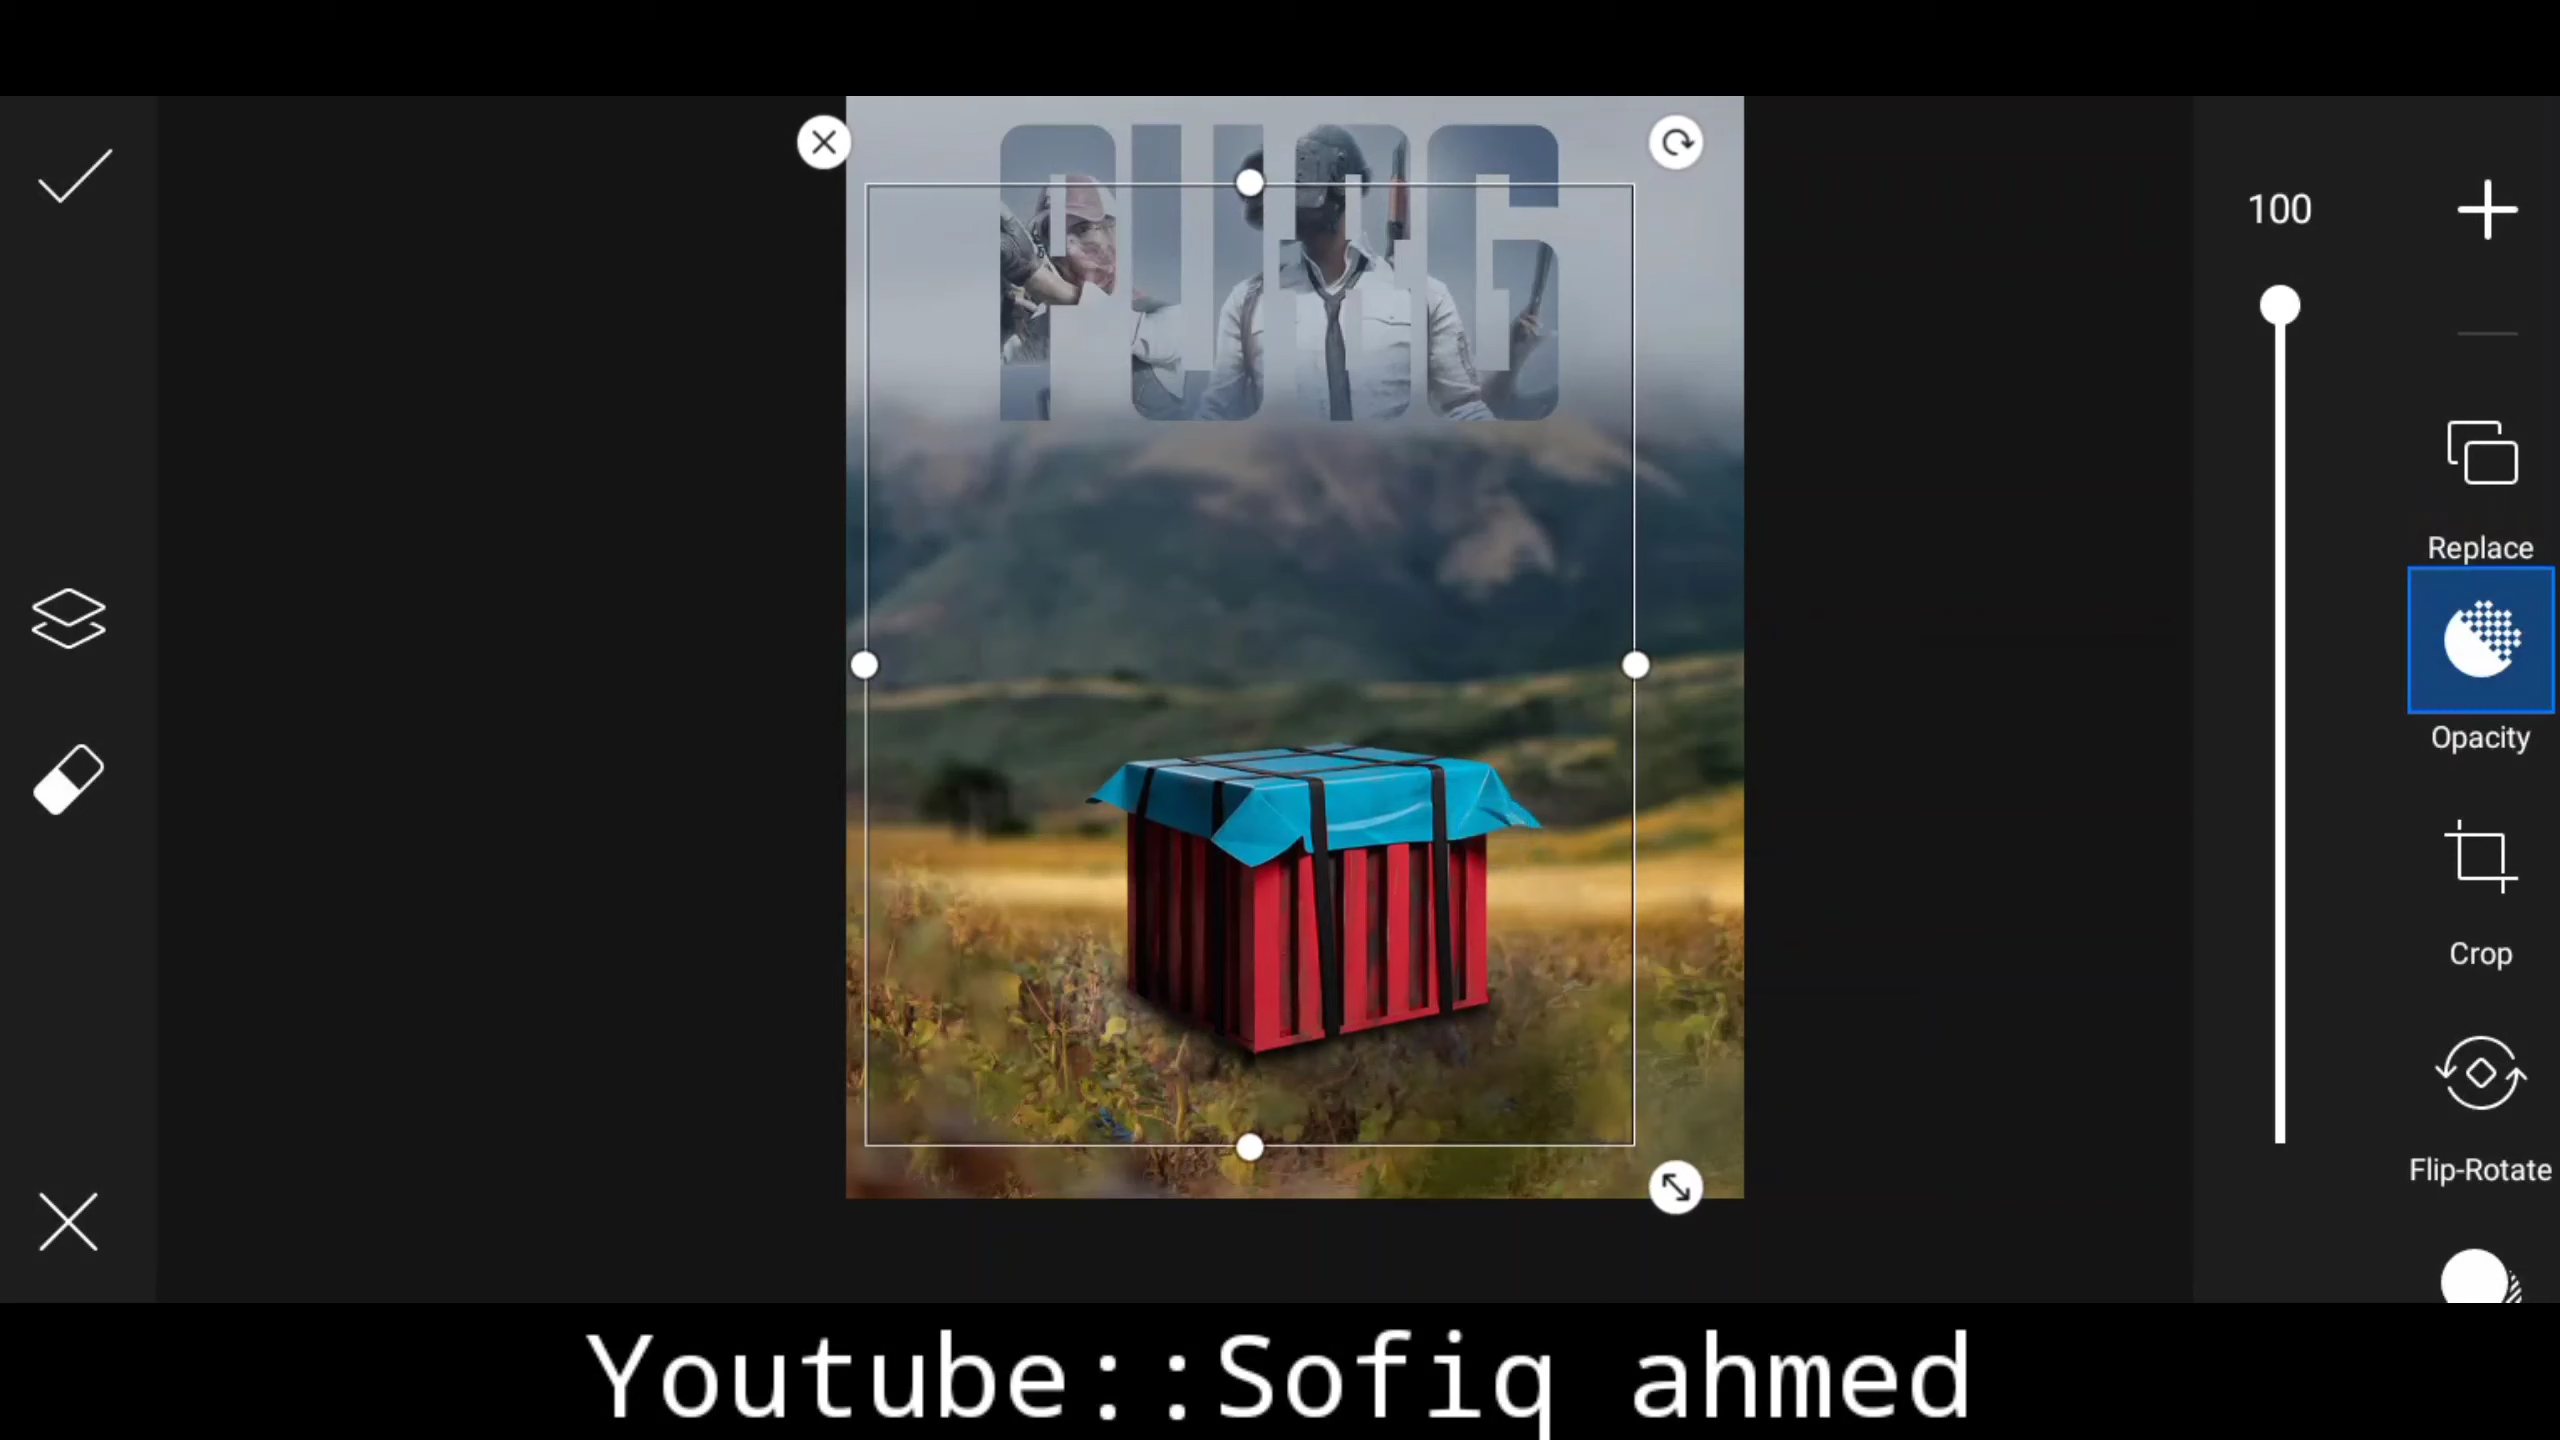 PUBG
100
Replace
Opacity
Crop
Flip-Rotate
Youtube::Sofiq ahmed